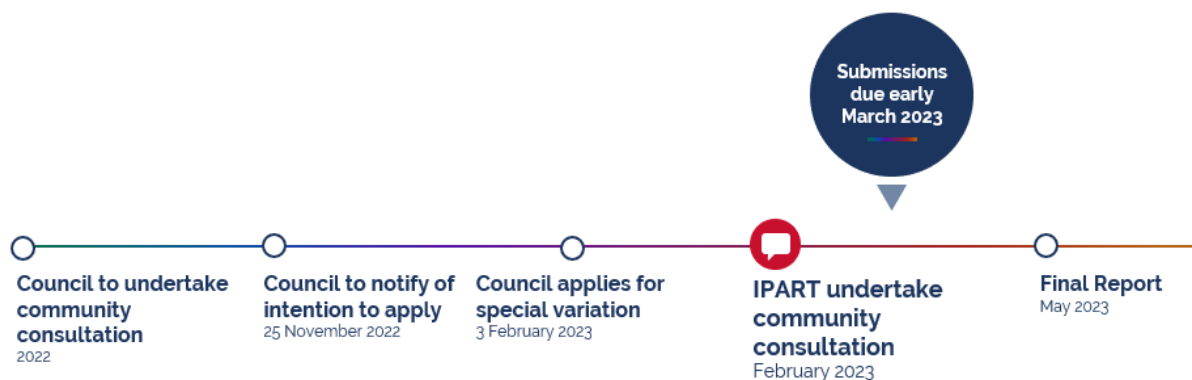 Submissions
due early
March 2023
Council to undertake
community
consultation
2022
Council to notify of
intention to apply
25 November 2022
Council applies for
special variation
3 February 2023
IPART undertake
community
consultation
February 2023
Final Report
May 2023